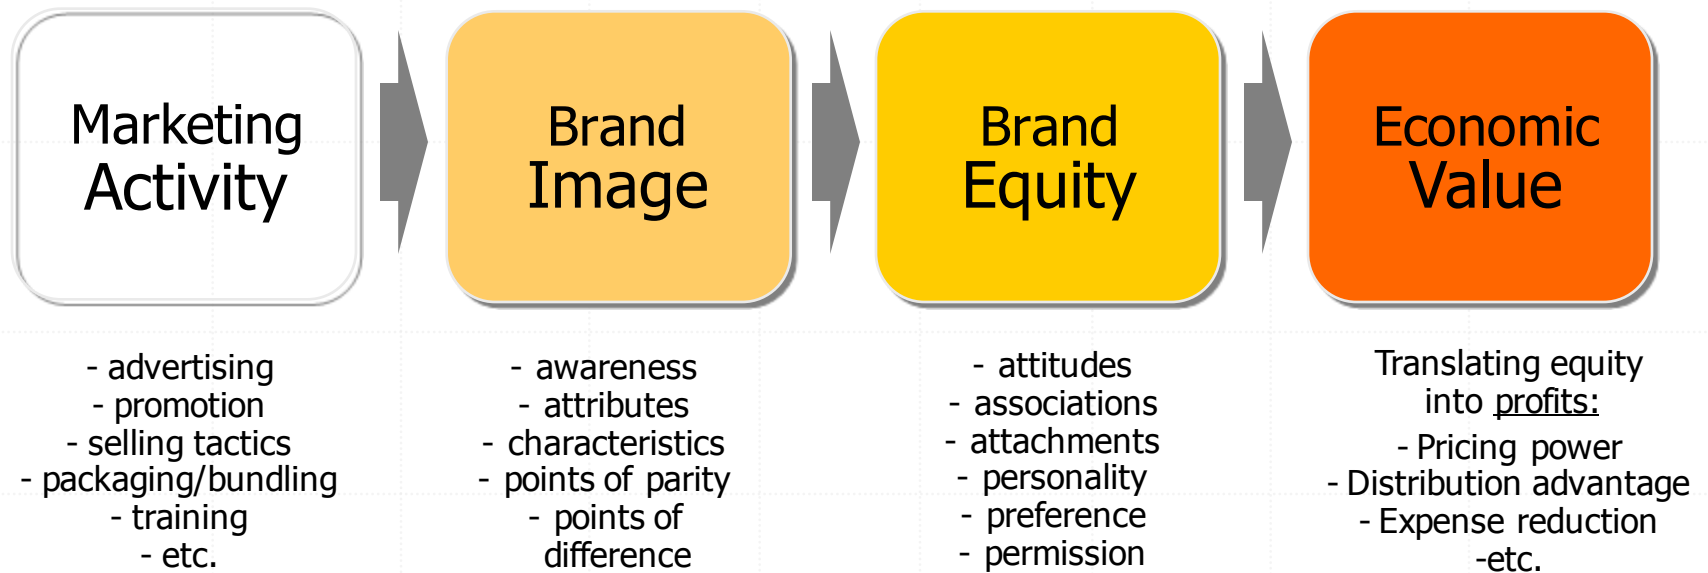 Marketing
Activity
Brand
Image
Brand
Equity
Economic
Value
- advertising
- promotion
- selling tactics
- packaging/bundling
- training
- etc.
- awareness
- attributes
- characteristics
- points of parity
- points of
difference
- attitudes
- associations
- attachments
- personality
- preference
- permission
Translating equity
into profits:
- Pricing power
- Distribution advantage
- Expense reduction
-etc.